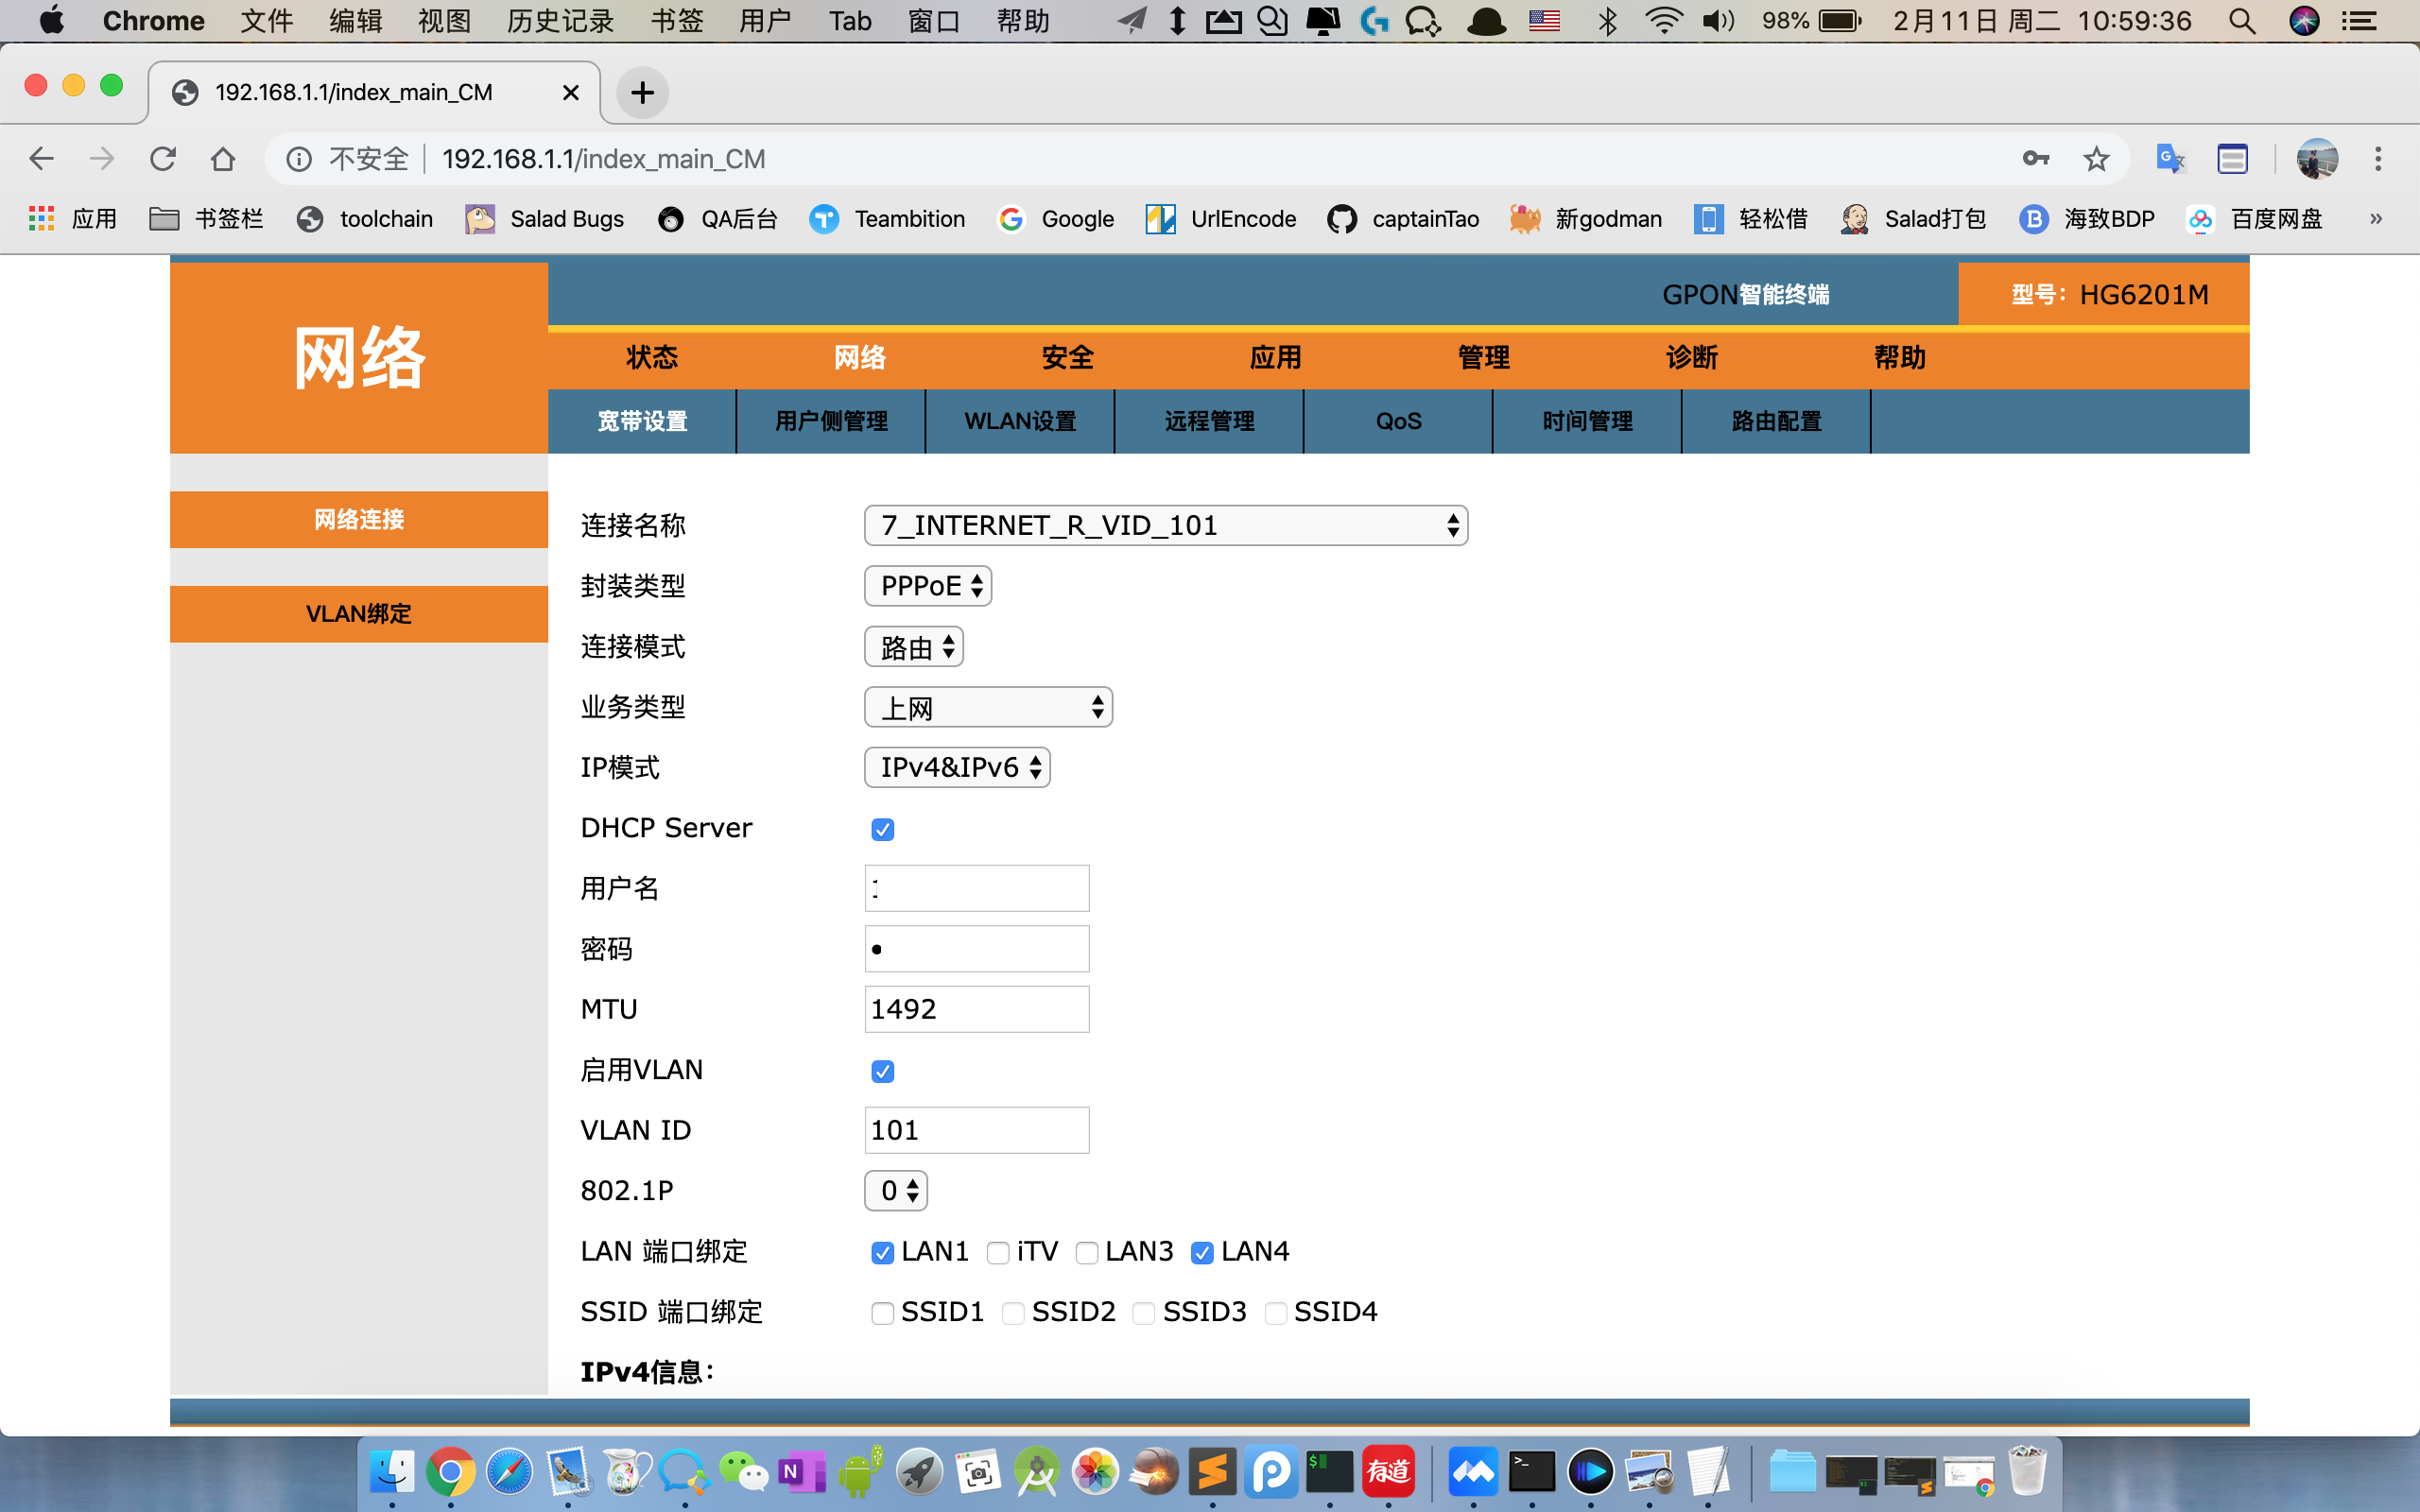 Chrome 文件 编辑 视图 历史记录 书签 用户 Tab 窗口 帮助 98% 2月11日 周二 10:59:36
192.168.1.1/index_main_CM
不安全 192.168.1.1/index_main_CM
应用 书签栏 toolchain Salad Bugs QA后台 Teambition Google UrlEncode captainTao 新godman 轻松借 Salad打包 海致BDP 百度网盘 »
GPON智能终端 型号：HG6201M
网络
状态 网络 安全 应用 管理 诊断 帮助
宽带设置 用户侧管理 WLAN设置 远程管理 QoS 时间管理 路由配置
网络连接
VLAN绑定
连接名称 7_INTERNET_R_VID_101
封装类型 PPPoE
连接模式 路由
业务类型 上网
IP模式 IPv4&IPv6
DHCP Server
用户名
密码 •
MTU 1492
启用VLAN
VLAN ID 101
802.1P 0
LAN 端口绑定 LAN1 iTV LAN3 LAN4
SSID 端口绑定 SSID1 SSID2 SSID3 SSID4
IPv4信息：
有道